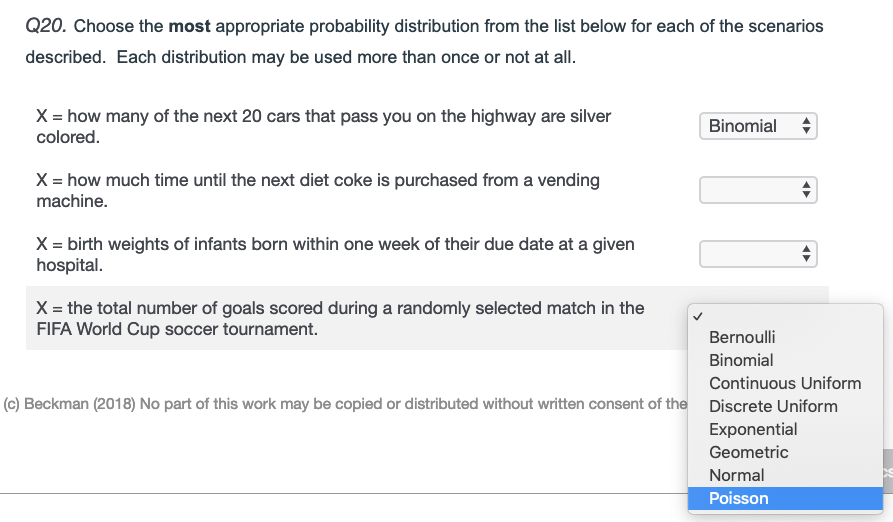 Q20. Choose the most appropriate probability distribution from the list below for each of the scenarios
described. Each distribution may be used more than once or not at all.
X = how many of the next 20 cars that pass you on the highway are silver
colored.
Binomial
X = how much time until the next diet coke is purchased from a vending
machine.
X = birth weights of infants born within one week of their due date at a given
hospital.
X = the total number of goals scored during a randomly selected match in the
FIFA World Cup soccer tournament.
✓
Bernoulli
Binomial
Continuous Uniform
Discrete Uniform
Exponential
Geometric
Normal
Poisson
(c) Beckman (2018) No part of this work may be copied or distributed without written consent of the